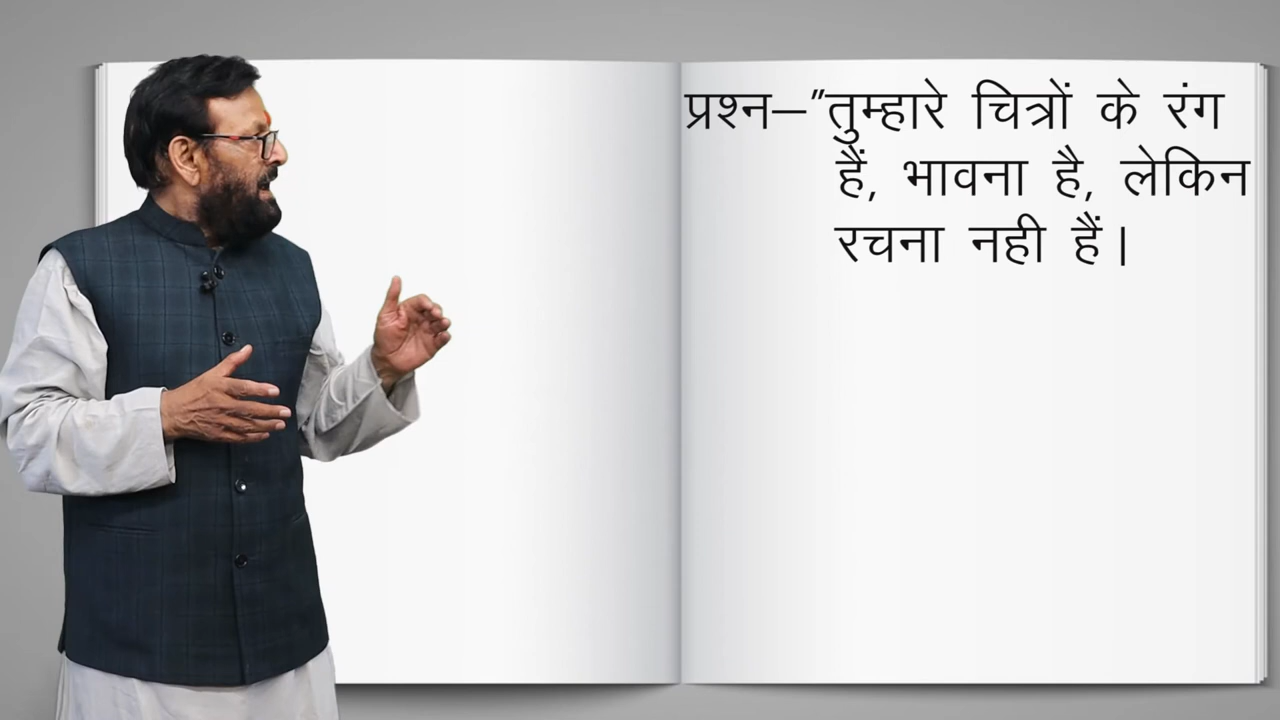 प्रश्न–"तुम्हारे चित्रों के रंग
हैं, भावना है, लेकिन
रचना नही हैं।